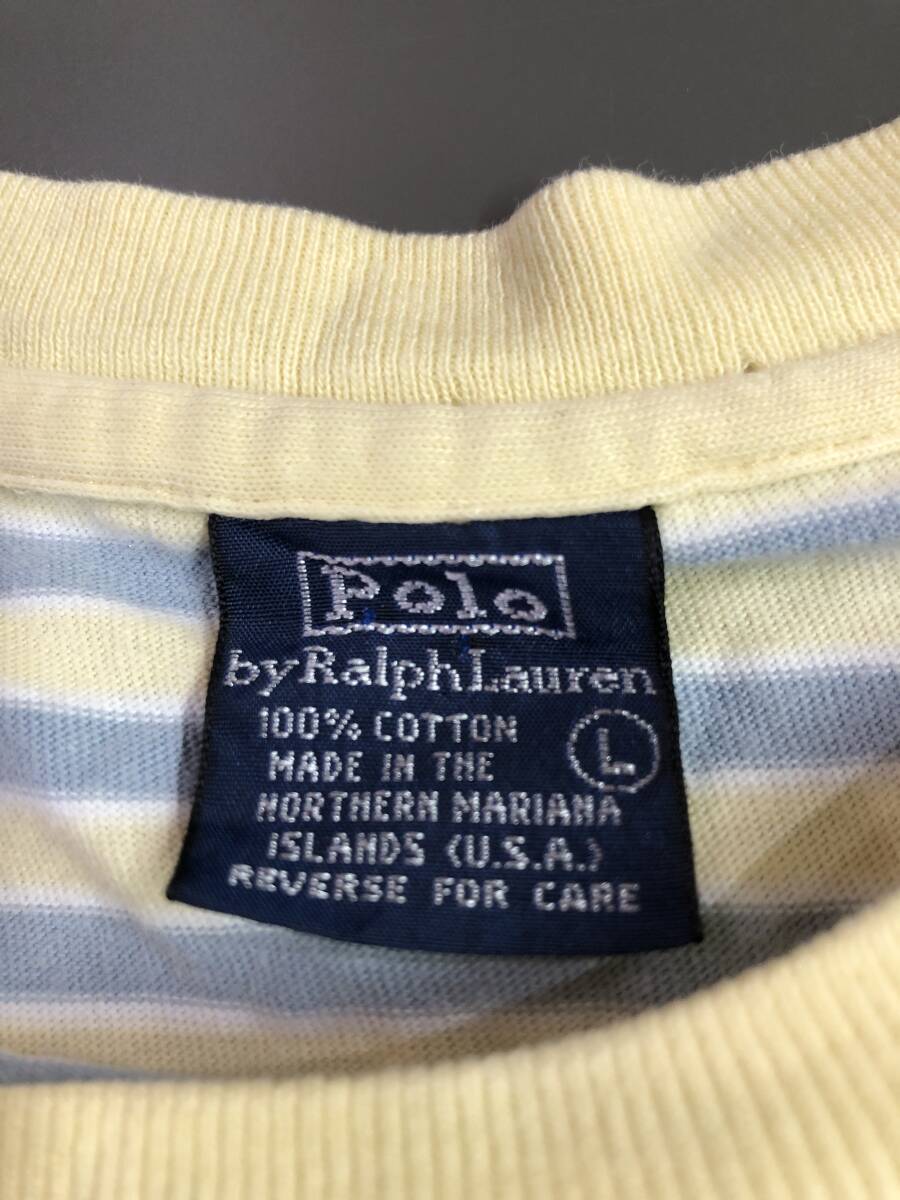 Polo
by Ralph Lauren
100% COTTON
L
MADE IN THE
NORTHERN MARIANA
ISLANDS (U.S.A.)
REVERSE FOR CARE